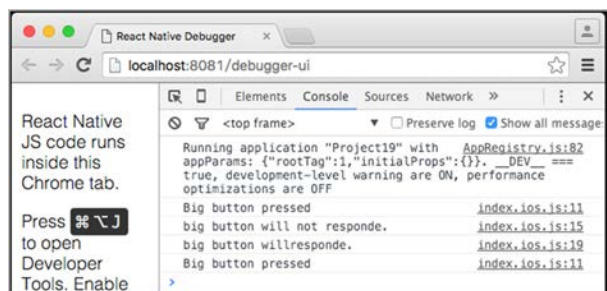 React Native Debugger ×
localhost:8081/debugger-ui
Elements Console Sources Network » ⋮ ×
<top frame> ▼ Preserve log Show all message
React Native
JS code runs
inside this
Chrome tab.
Press ⌘⌥J
to open
Developer
Tools. Enable
Running application "Project19" with AppRegistry.js:82
appParams: {"rootTag":1,"initialProps":{}}. __DEV__ ===
true, development-level warning are ON, performance
optimizations are OFF
Big button pressed index.ios.js:11
big button will not responde. index.ios.js:15
big button willresponde. index.ios.js:19
Big button pressed index.ios.js:11
>